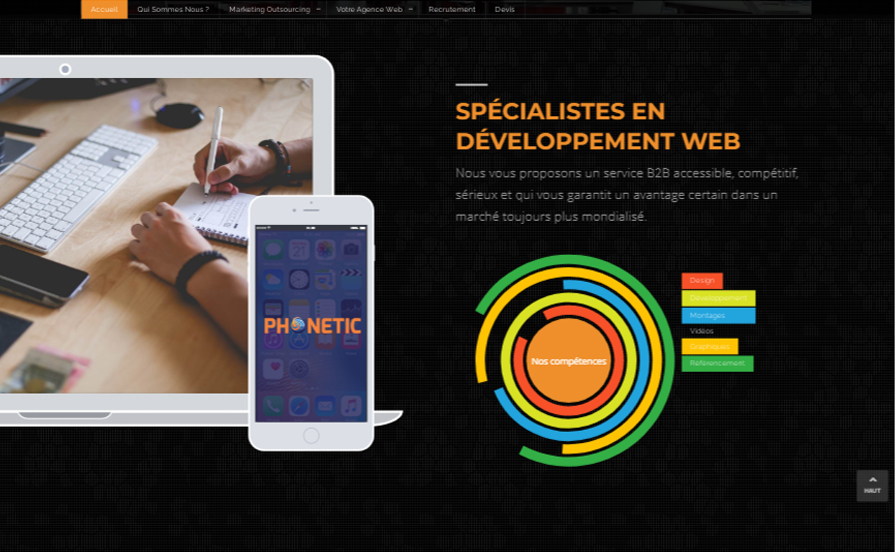 Accueil
Qui Sommes Nous ?
Marketing Outsourcing
Votre Agence Web
Recrutement
Devis
SPÉCIALISTES EN
DÉVELOPPEMENT WEB
Nous vous proposons un service B2B accessible, compétitif,
sérieux et qui vous garantit un avantage certain dans un
marché toujours plus mondialisé.
PHONETIC
Nos compétences
Design
Développement
Montages
Vidéos
Graphiques
Référencement
HAUT